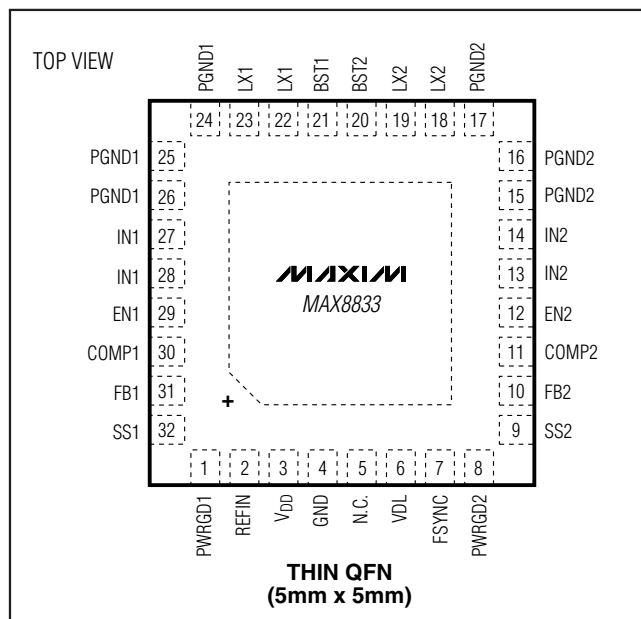 TOP VIEW
PGND1
LX1
LX1
BST1
BST2
LX2
LX2
PGND2
24 23 22 21 20 19 18 17
PGND1 25 16 PGND2
PGND1 26 15 PGND2
IN1 27 14 IN2
IN1 28 13 IN2
EN1 29 12 EN2
COMP1 30 11 COMP2
FB1 31 10 FB2
SS1 32 9 SS2
MAXIM
MAX8833
+
1 2 3 4 5 6 7 8
PWRGD1
REFIN
VDD
GND
N.C.
VDL
FSYNC
PWRGD2
THIN QFN
(5mm x 5mm)